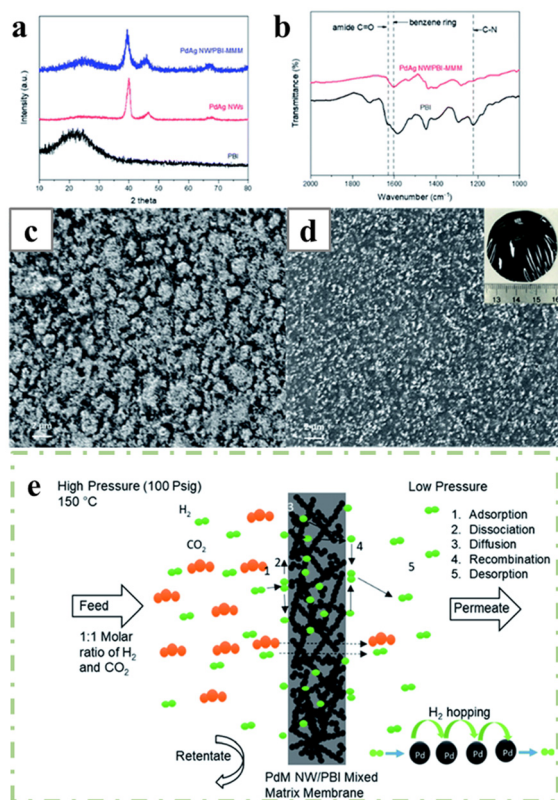 a
PdAg NW/PBI-MMM
PdAg NWs
PBI
Intensity (a.u.)
10 20 30 40 50 60 70 80
2 theta
b
amide C=O
benzene ring
C-N
PdAg NW/PBI-MMM
PBI
Transmittance (%)
2000 1800 1600 1400 1200 1000
Wavenumber (cm-1)
c
2 μm
d
2 μm
13 14 15 16
e
High Pressure (100 Psig)
150 °C
H2
CO2
Feed
1:1 Molar
ratio of H2
and CO2
Retentate
1
2
3
4
5
PdM NW/PBI Mixed
Matrix Membrane
Low Pressure
1. Adsorption
2. Dissociation
3. Diffusion
4. Recombination
5. Desorption
Permeate
H2 hopping
Pd Pd Pd Pd